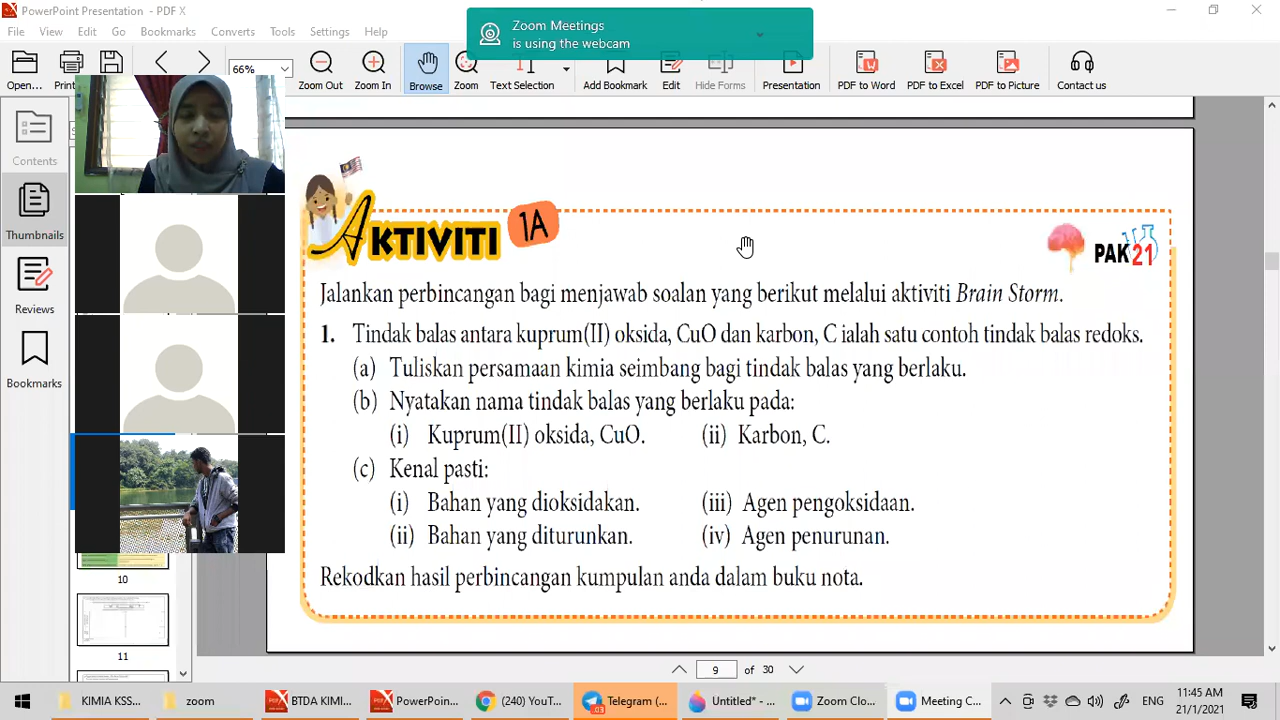 PowerPoint Presentation - PDF X
Zoom Meetings
is using the webcam
File View Edit Go Bookmarks Converts Tools Settings Help
66%
Open... Print Zoom Out Zoom In Browse Zoom Text Selection Add Bookmark Edit Hide Forms Presentation PDF to Word PDF to Excel PDF to Picture Contact us
Contents
Thumbnails
Reviews
Bookmarks
AKTIVITI 1A
PAK 21
Jalankan perbincangan bagi menjawab soalan yang berikut melalui aktiviti Brain Storm.
1. Tindak balas antara kuprum(II) oksida, CuO dan karbon, C ialah satu contoh tindak balas redoks.
(a) Tuliskan persamaan kimia seimbang bagi tindak balas yang berlaku.
(b) Nyatakan nama tindak balas yang berlaku pada:
(i) Kuprum(II) oksida, CuO. (ii) Karbon, C.
(c) Kenal pasti:
(i) Bahan yang dioksidakan. (iii) Agen pengoksidaan.
(ii) Bahan yang diturunkan. (iv) Agen penurunan.
Rekodkan hasil perbincangan kumpulan anda dalam buku nota.
10
11
9 of 30
KIMIA KSS... zoom BTDA KIMI... PowerPoin... (240) YouT... Telegram (... Untitled* - ... Zoom Clo... Meeting C...
ENG
11:45 AM
21/1/2021